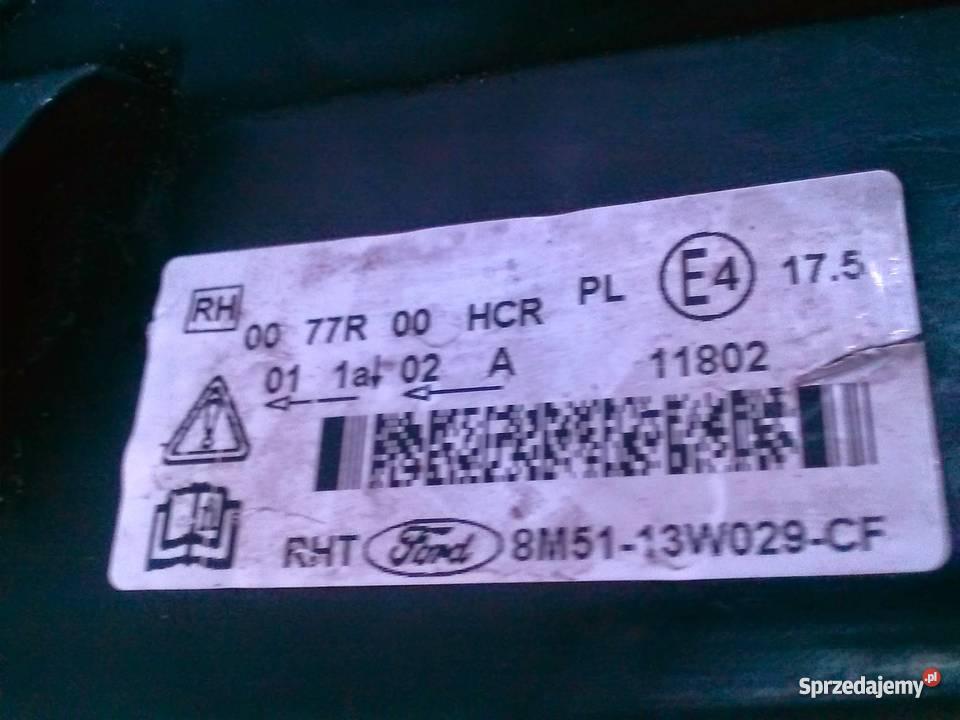 RH 00 77R 00 HCR PL E4 17.5
01 1a 02 A 11802
RHT Ford 8M51-13W029-CF
Sprzedajemy.pl